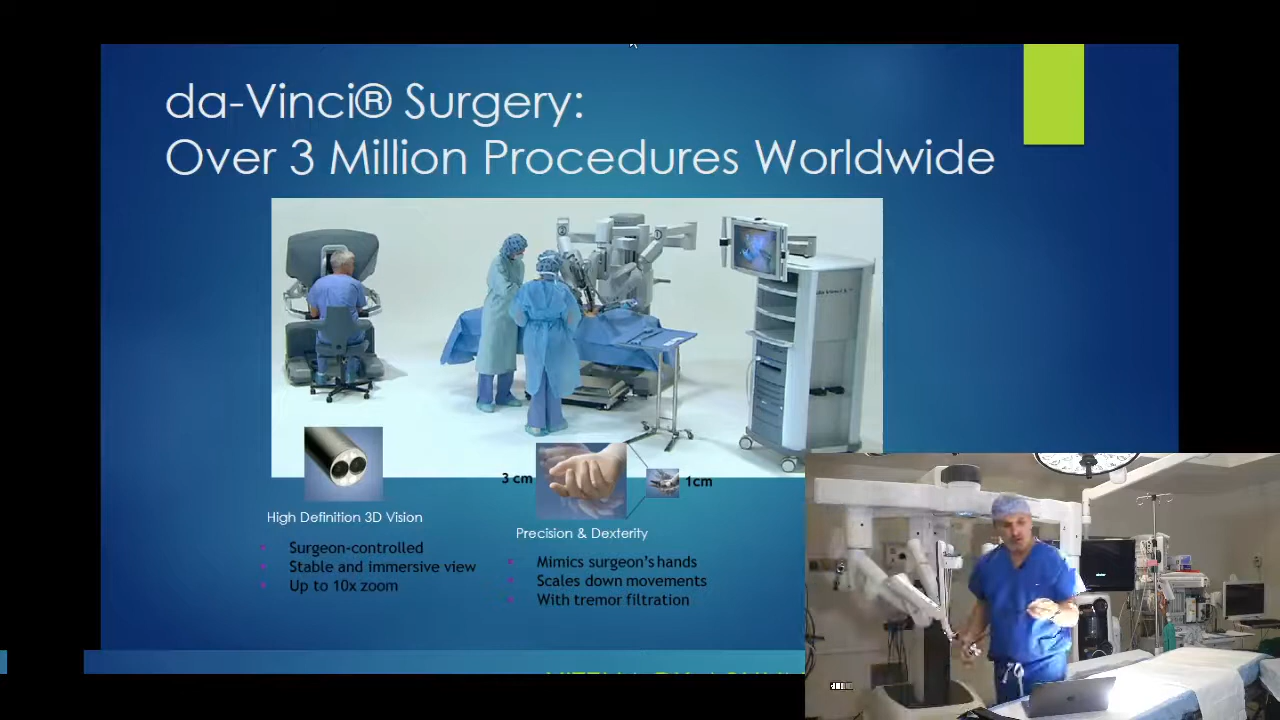 da-Vinci® Surgery:
Over 3 Million Procedures Worldwide
3 cm
1cm
High Definition 3D Vision
Precision & Dexterity
Surgeon-controlled
Stable and immersive view
Up to 10x zoom
Mimics surgeon's hands
Scales down movements
With tremor filtration